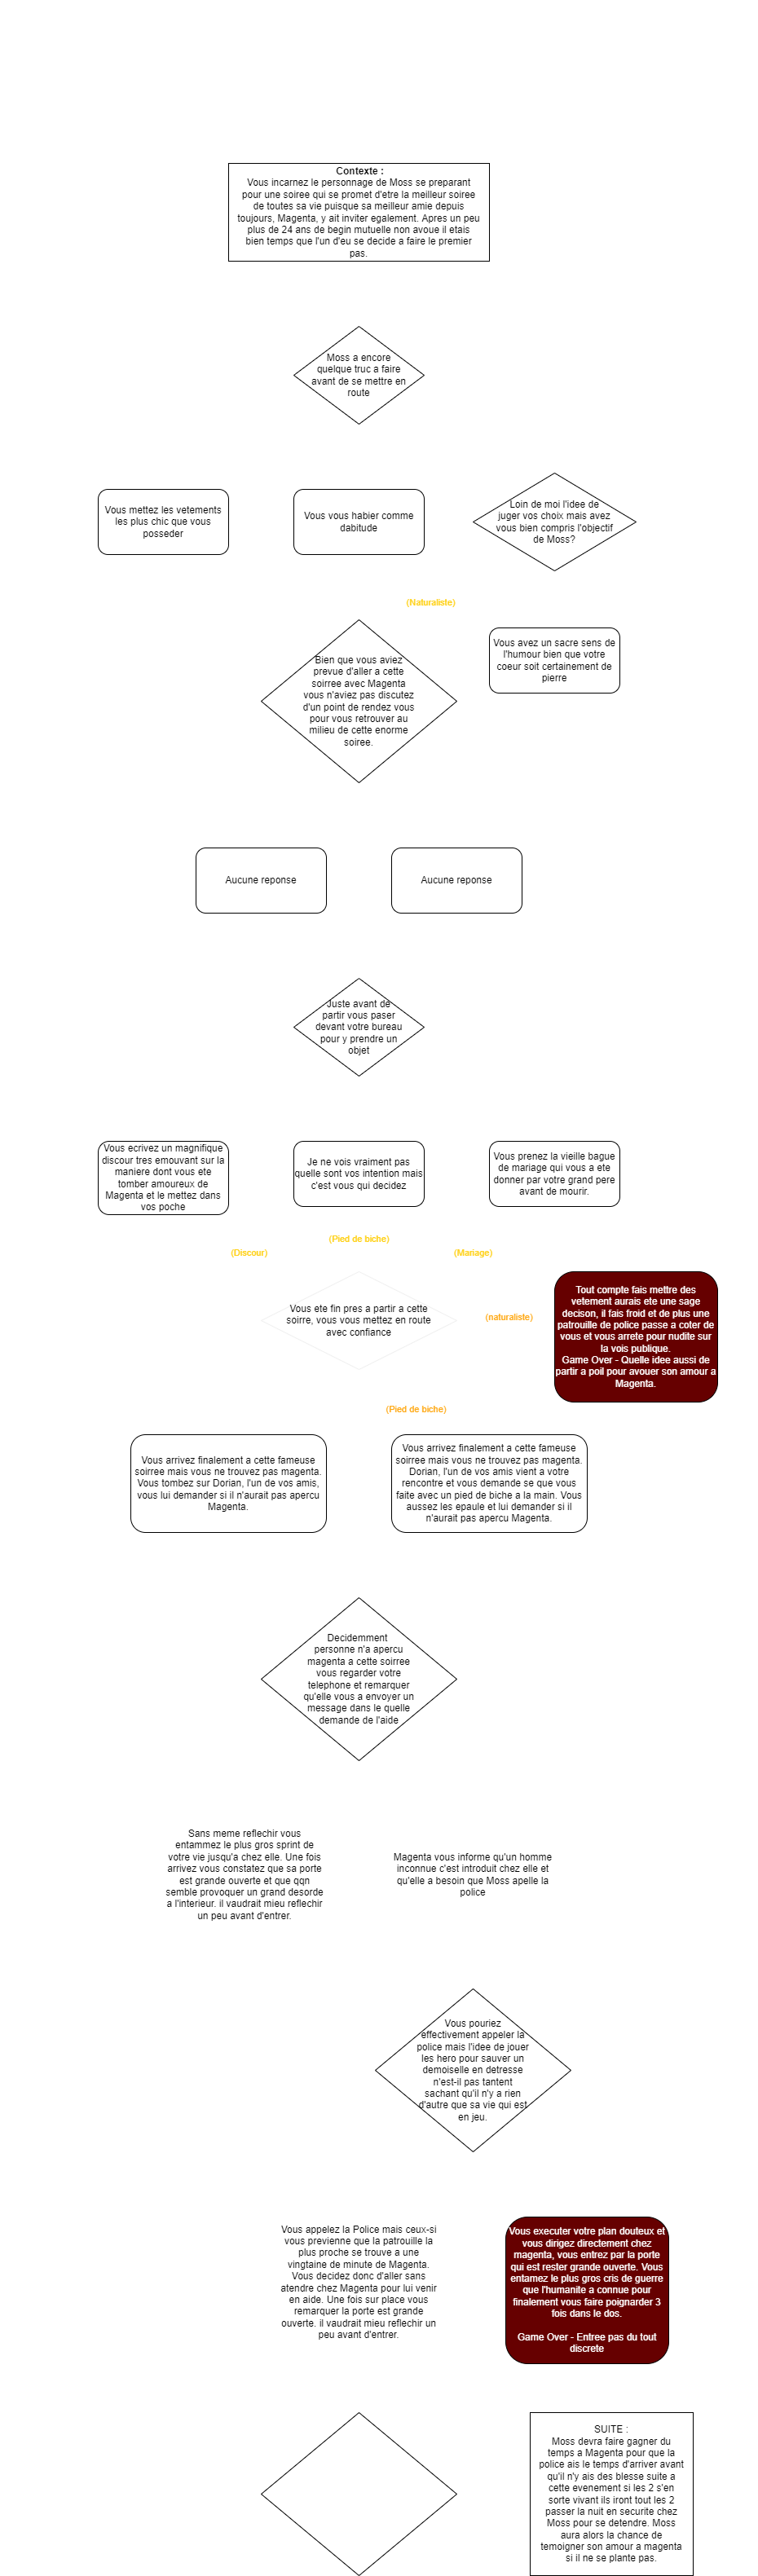 Contexte :
Vous incarnez le personnage de Moss se preparant
pour une soiree qui se promet d'etre la meilleur soiree
de toutes sa vie puisque sa meilleur amie depuis
toujours, Magenta, y ait inviter egalement. Apres un peu
plus de 24 ans de begin mutuelle non avoue il etais
bien temps que l'un d'eu se decide a faire le premier
pas.
Moss a encore
quelque truc a faire
avant de se mettre en
route
Vous mettez les vetements
les plus chic que vous
posseder
Vous vous habier comme
dabitude
Loin de moi l'idee de
juger vos choix mais avez
vous bien compris l'objectif
de Moss?
(Naturaliste)
Vous avez un sacre sens de
l'humour bien que votre
coeur soit certainement de
pierre
Bien que vous aviez
prevue d'aller a cette
soirree avec Magenta
vous n'aviez pas discutez
d'un point de rendez vous
pour vous retrouver au
milieu de cette enorme
soiree.
Aucune reponse
Aucune reponse
Juste avant de
partir vous paser
devant votre bureau
pour y prendre un
objet
Vous ecrivez un magnifique
discour tres emouvant sur la
maniere dont vous ete
tomber amoureux de
Magenta et le mettez dans
vos poche
Je ne vois vraiment pas
quelle sont vos intention mais
c'est vous qui decidez
Vous prenez la vieille bague
de mariage qui vous a ete
donner par votre grand pere
avant de mourir.
(Pied de biche)
(Discour)
(Mariage)
Vous ete fin pres a partir a cette
soirre, vous vous mettez en route
avec confiance
(naturaliste)
Tout compte fais mettre des
vetement aurais ete une sage
decison, il fais froid et de plus une
patrouille de police passe a coter de
vous et vous arrete pour nudite sur
la vois publique.
Game Over - Quelle idee aussi de
partir a poil pour avouer son amour a
Magenta.
(Pied de biche)
Vous arrivez finalement a cette fameuse
soirree mais vous ne trouvez pas magenta.
Vous tombez sur Dorian, l'un de vos amis,
vous lui demander si il n'aurait pas apercu
Magenta.
Vous arrivez finalement a cette fameuse
soirree mais vous ne trouvez pas magenta.
Dorian, l'un de vos amis vient a votre
rencontre et vous demande se que vous
faite avec un pied de biche a la main. Vous
aussez les epaule et lui demander si il
n'aurait pas apercu Magenta.
Decidemment
personne n'a apercu
magenta a cette soirree
vous regarder votre
telephone et remarquer
qu'elle vous a envoyer un
message dans le quelle
demande de l'aide
Sans meme reflechir vous
entammez le plus gros sprint de
votre vie jusqu'a chez elle. Une fois
arrivez vous constatez que sa porte
est grande ouverte et que qqn
semble provoquer un grand desorde
a l'interieur. il vaudrait mieu reflechir
un peu avant d'entrer.
Magenta vous informe qu'un homme
inconnue c'est introduit chez elle et
qu'elle a besoin que Moss apelle la
police
Vous pouriez
effectivement appeler la
police mais l'idee de jouer
les hero pour sauver un
demoiselle en detresse
n'est-il pas tantent
sachant qu'il n'y a rien
d'autre que sa vie qui est
en jeu.
Vous appelez la Police mais ceux-si
vous previenne que la patrouille la
plus proche se trouve a une
vingtaine de minute de Magenta.
Vous decidez donc d'aller sans
atendre chez Magenta pour lui venir
en aide. Une fois sur place vous
remarquer la porte est grande
ouverte. il vaudrait mieu reflechir un
peu avant d'entrer.
Vous executer votre plan douteux et
vous dirigez directement chez
magenta, vous entrez par la porte
qui est rester grande ouverte. Vous
entamez le plus gros cris de guerre
que l'humanite a connue pour
finalement vous faire poignarder 3
fois dans le dos.
Game Over - Entree pas du tout
discrete
SUITE :
Moss devra faire gagner du
temps a Magenta pour que la
police ais le temps d'arriver avant
qu'il n'y ais des blesse suite a
cette evenement si les 2 s'en
sorte vivant ils iront tout les 2
passer la nuit en securite chez
Moss pour se detendre. Moss
aura alors la chance de
temoigner son amour a magenta
si il ne se plante pas.